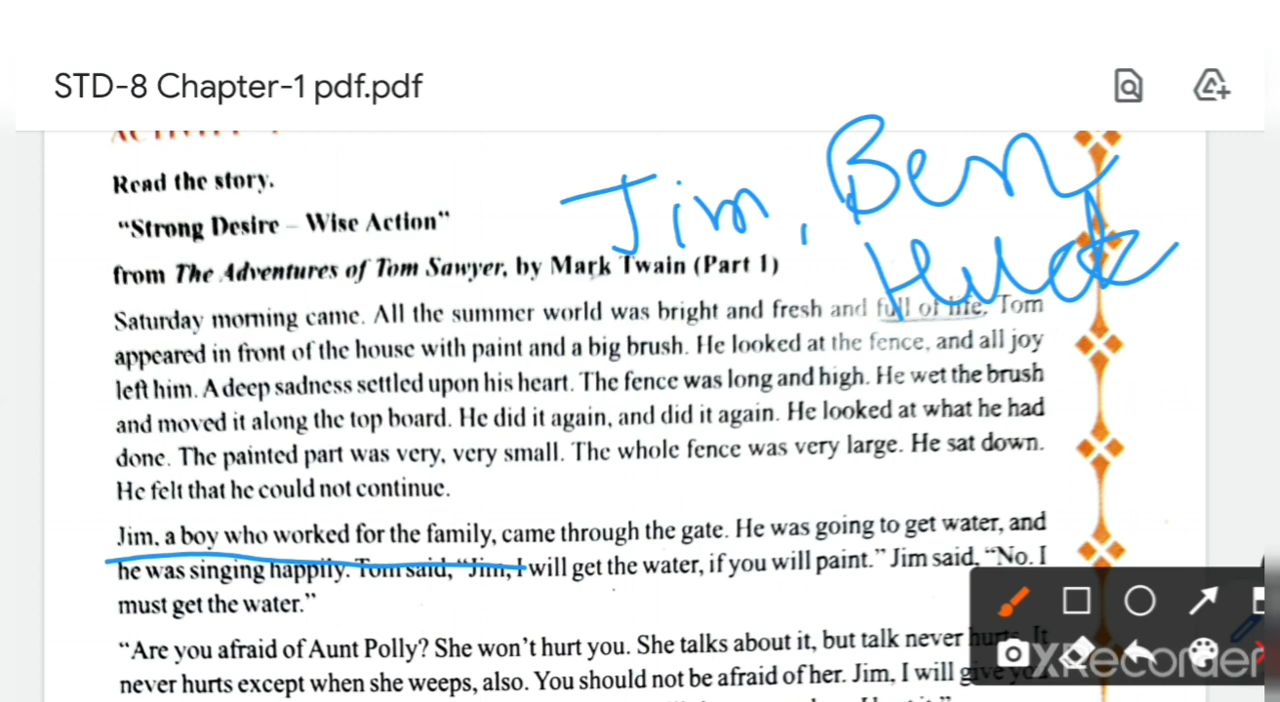 STD-8 Chapter-1 pdf.pdf
Read the story.
Jim, Ben
"Strong Desire – Wise Action"
Huck
from The Adventures of Tom Sawyer, by Mark Twain (Part 1)
Saturday morning came. All the summer world was bright and fresh and full of life. Tom
appeared in front of the house with paint and a big brush. He looked at the fence, and all joy
left him. A deep sadness settled upon his heart. The fence was long and high. He wet the brush
and moved it along the top board. He did it again, and did it again. He looked at what he had
done. The painted part was very, very small. The whole fence was very large. He sat down.
He felt that he could not continue.
Jim, a boy who worked for the family, came through the gate. He was going to get water, and
he was singing happily. Tom said, "Jim, I will get the water, if you will paint." Jim said, "No. I
must get the water."
"Are you afraid of Aunt Polly? She won't hurt you. She talks about it, but talk never hurts. It
never hurts except when she weeps, also. You should not be afraid of her. Jim, I will give you
XRecorder